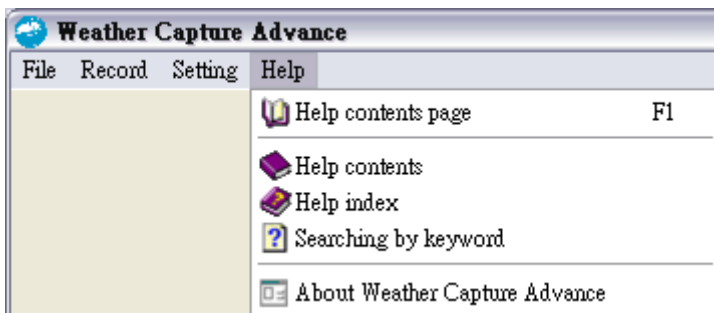 Weather Capture Advance
File Record Setting Help
Help contents page F1
Help contents
Help index
Searching by keyword
About Weather Capture Advance